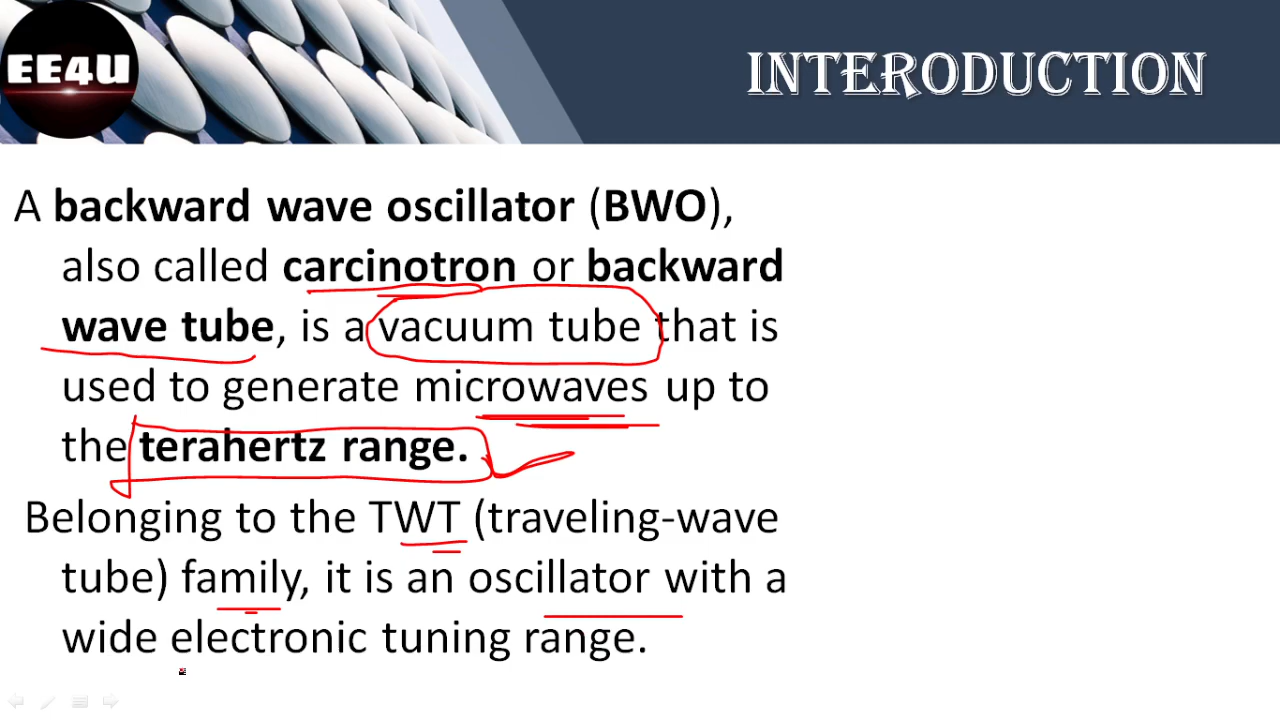 EE4U
INTERODUCTION
A backward wave oscillator (BWO),
also called carcinotron or backward
wave tube, is a vacuum tube that is
used to generate microwaves up to
the terahertz range.
Belonging to the TWT (traveling-wave
tube) family, it is an oscillator with a
wide electronic tuning range.